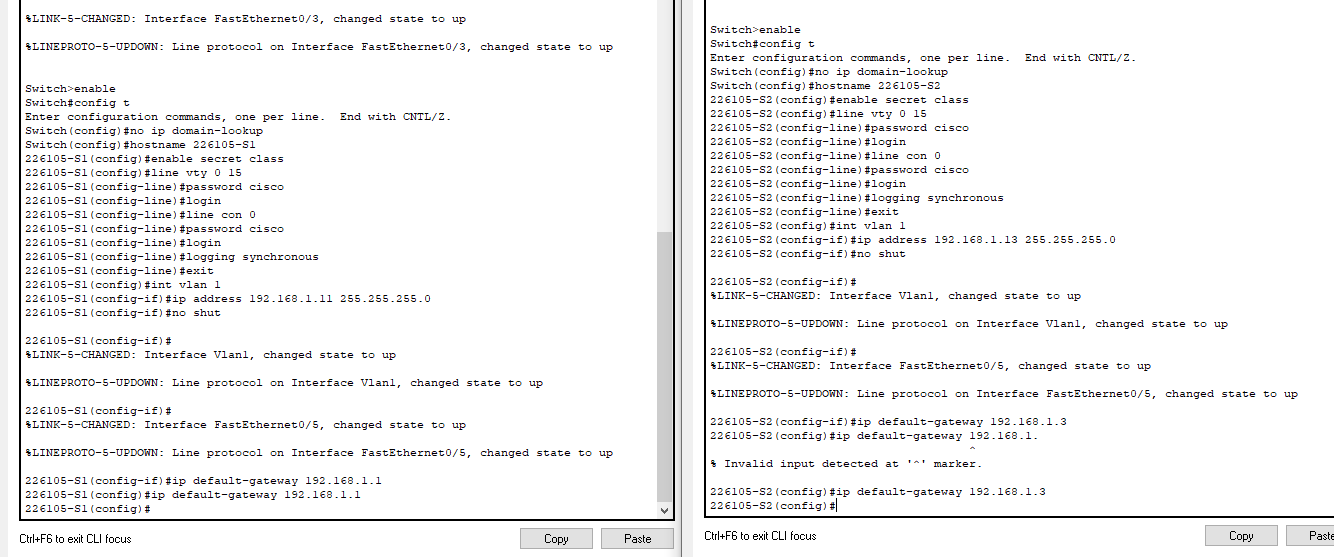 %LINK-5-CHANGED: Interface FastEthernet0/3, changed state to up
%LINEPROTO-5-UPDOWN: Line protocol on Interface FastEthernet0/3, changed state to up
Switch>enable
Switch#config t
Enter configuration commands, one per line.  End with CNTL/Z.
Switch(config)#no ip domain-lookup
Switch(config)#hostname 226105-S1
226105-S1(config)#enable secret class
226105-S1(config)#line vty 0 15
226105-S1(config-line)#password cisco
226105-S1(config-line)#login
226105-S1(config-line)#line con 0
226105-S1(config-line)#password cisco
226105-S1(config-line)#login
226105-S1(config-line)#logging synchronous
226105-S1(config-line)#exit
226105-S1(config)#int vlan 1
226105-S1(config-if)#ip address 192.168.1.11 255.255.255.0
226105-S1(config-if)#no shut
226105-S1(config-if)#
%LINK-5-CHANGED: Interface Vlan1, changed state to up
%LINEPROTO-5-UPDOWN: Line protocol on Interface Vlan1, changed state to up
226105-S1(config-if)#
%LINK-5-CHANGED: Interface FastEthernet0/5, changed state to up
%LINEPROTO-5-UPDOWN: Line protocol on Interface FastEthernet0/5, changed state to up
226105-S1(config-if)#ip default-gateway 192.168.1.1
226105-S1(config)#ip default-gateway 192.168.1.1
226105-S1(config)#
Ctrl+F6 to exit CLI focus
Copy
Paste
Switch>enable
Switch#config t
Enter configuration commands, one per line.  End with CNTL/Z.
Switch(config)#no ip domain-lookup
Switch(config)#hostname 226105-S2
226105-S2(config)#enable secret class
226105-S2(config)#line vty 0 15
226105-S2(config-line)#password cisco
226105-S2(config-line)#login
226105-S2(config-line)#line con 0
226105-S2(config-line)#password cisco
226105-S2(config-line)#login
226105-S2(config-line)#logging synchronous
226105-S2(config-line)#exit
226105-S2(config)#int vlan 1
226105-S2(config-if)#ip address 192.168.1.13 255.255.255.0
226105-S2(config-if)#no shut
226105-S2(config-if)#
%LINK-5-CHANGED: Interface Vlan1, changed state to up
%LINEPROTO-5-UPDOWN: Line protocol on Interface Vlan1, changed state to up
226105-S2(config-if)#
%LINK-5-CHANGED: Interface FastEthernet0/5, changed state to up
%LINEPROTO-5-UPDOWN: Line protocol on Interface FastEthernet0/5, changed state to up
226105-S2(config-if)#ip default-gateway 192.168.1.3
226105-S2(config)#ip default-gateway 192.168.1.
^
% Invalid input detected at '^' marker.
226105-S2(config)#ip default-gateway 192.168.1.3
226105-S2(config)#
Ctrl+F6 to exit CLI focus
Copy
Paste